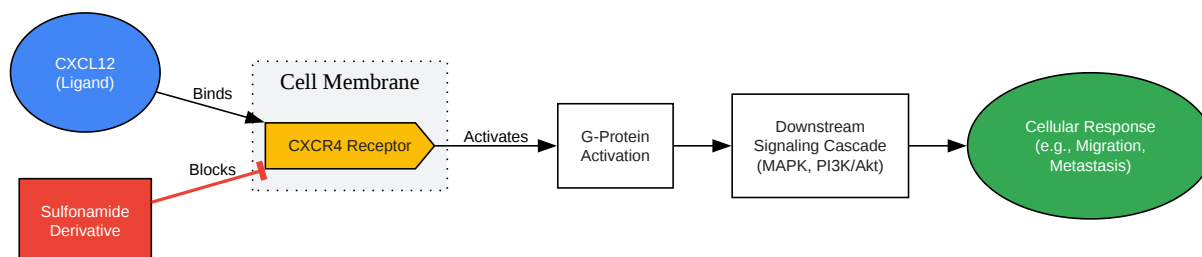 CXCL12
(Ligand)
Binds
Cell Membrane
CXCR4 Receptor
Blocks
Sulfonamide
Derivative
Activates
G-Protein
Activation
Downstream
Signaling Cascade
(MAPK, PI3K/Akt)
Cellular Response
(e.g., Migration,
Metastasis)